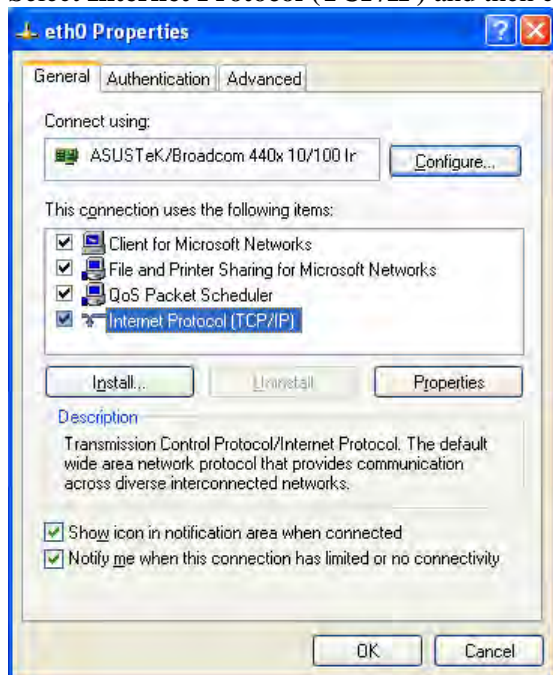 eth0 Properties
General Authentication Advanced
Connect using:
ASUSTeK/Broadcom 440x 10/100 In
Configure...
This connection uses the following items:
Client for Microsoft Networks
File and Printer Sharing for Microsoft Networks
QoS Packet Scheduler
Internet Protocol (TCP/IP)
Install... Uninstall Properties
Description
Transmission Control Protocol/Internet Protocol. The default
wide area network protocol that provides communication
across diverse interconnected networks.
Show icon in notification area when connected
Notify me when this connection has limited or no connectivity
OK Cancel